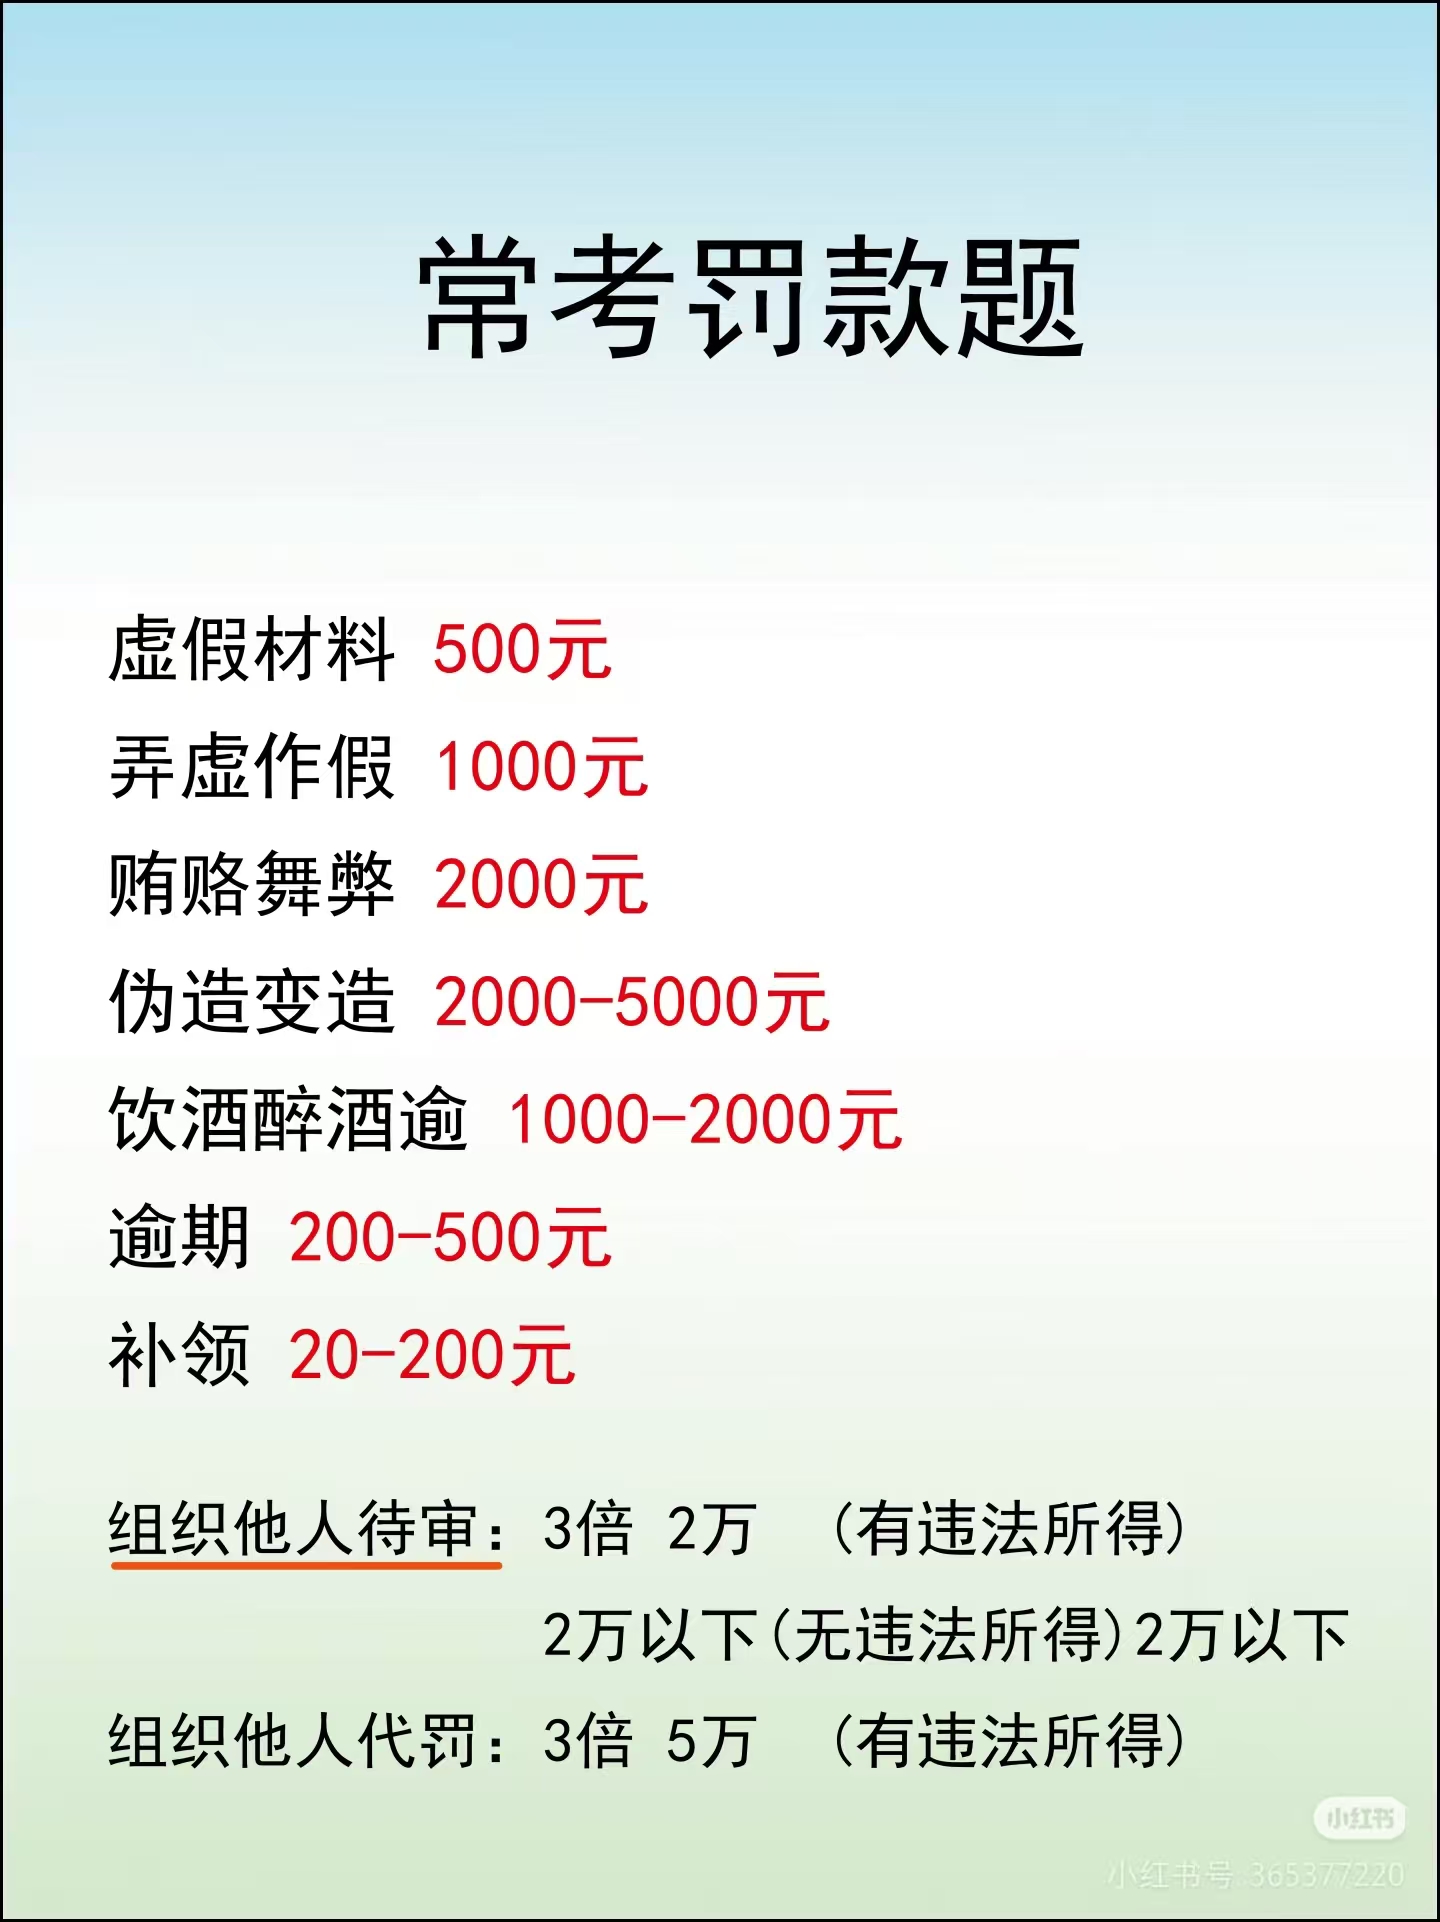 常考罚款题
虚假材料 500元
弄虚作假 1000元
贿赂舞弊 2000元
伪造变造 2000-5000元
饮酒醉酒逾 1000-2000元
逾期 200-500元
补领 20-200元
组织他人待审: 3倍 2万 (有违法所得)
2万以下(无违法所得)2万以下
组织他人代罚: 3倍 5万 (有违法所得)
小红书
小红书号 365377220